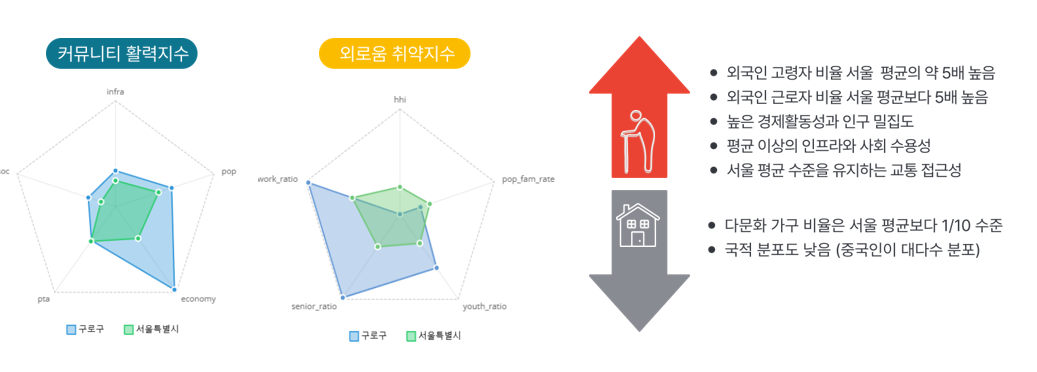 커뮤니티 활력지수
infra
pop
economy
pta
구로구
서울특별시
외로움 취약지수
hhi
pop_fam_rate
youth_ratio
senior_ratio
work_ratio
구로구
서울특별시
• 외국인 고령자 비율 서울 평균의 약 5배 높음
• 외국인 근로자 비율 서울 평균보다 5배 높음
• 높은 경제활동성과 인구 밀집도
• 평균 이상의 인프라와 사회 수용성
• 서울 평균 수준을 유지하는 교통 접근성
• 다문화 가구 비율은 서울 평균보다 1/10 수준
• 국적 분포도 낮음 (중국인이 대다수 분포)